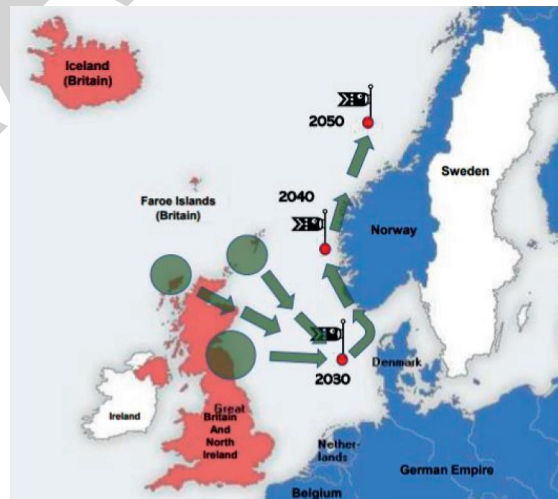 Iceland
(Britain)
2050
Sweden
2040
Faroe Islands
(Britain)
Norway
Denmark
2030
Great
Ireland
Britain
And
North
Ireland
Nether-
lands
German Empire
Belgium